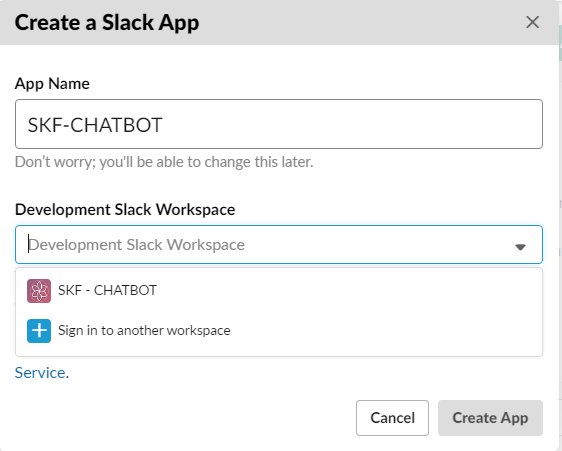 Create a Slack App
App Name
SKF-CHATBOT
Don't worry; you'll be able to change this later.
Development Slack Workspace
Development Slack Workspace
SKF - CHATBOT
Sign in to another workspace
Service.
Cancel
Create App